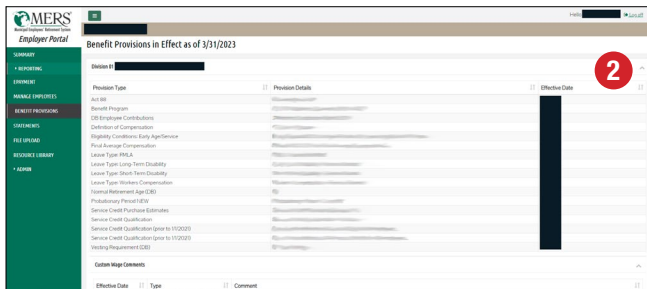 MERS
Municipal Employees' Retirement System
Employer Portal
Hello
Log off
SUMMARY
REPORTING
EPAYMENT
MANAGE EMPLOYEES
BENEFIT PROVISIONS
STATEMENTS
FILE UPLOAD
RESOURCE LIBRARY
ADMIN
Benefit Provisions in Effect as of 3/31/2023
2
Division 01
Provision Type Provision Details Effective Date
Act 88
Benefit Program
DB Employee Contributions
Definition of Compensation
Eligibility Conditions: Early Age/Service
Final Average Compensation
Leave Type: FMLA
Leave Type: Long-Term Disability
Leave Type: Short-Term Disability
Leave Type: Workers Compensation
Normal Retirement Age (DB)
Probationary Period NEW
Service Credit Purchase Estimates
Service Credit Qualification
Service Credit Qualification (prior to 1/1/2021)
Service Credit Qualification (prior to 1/1/2021)
Vesting Requirement (DB)
Custom Wage Comments
Effective Date Type Comment